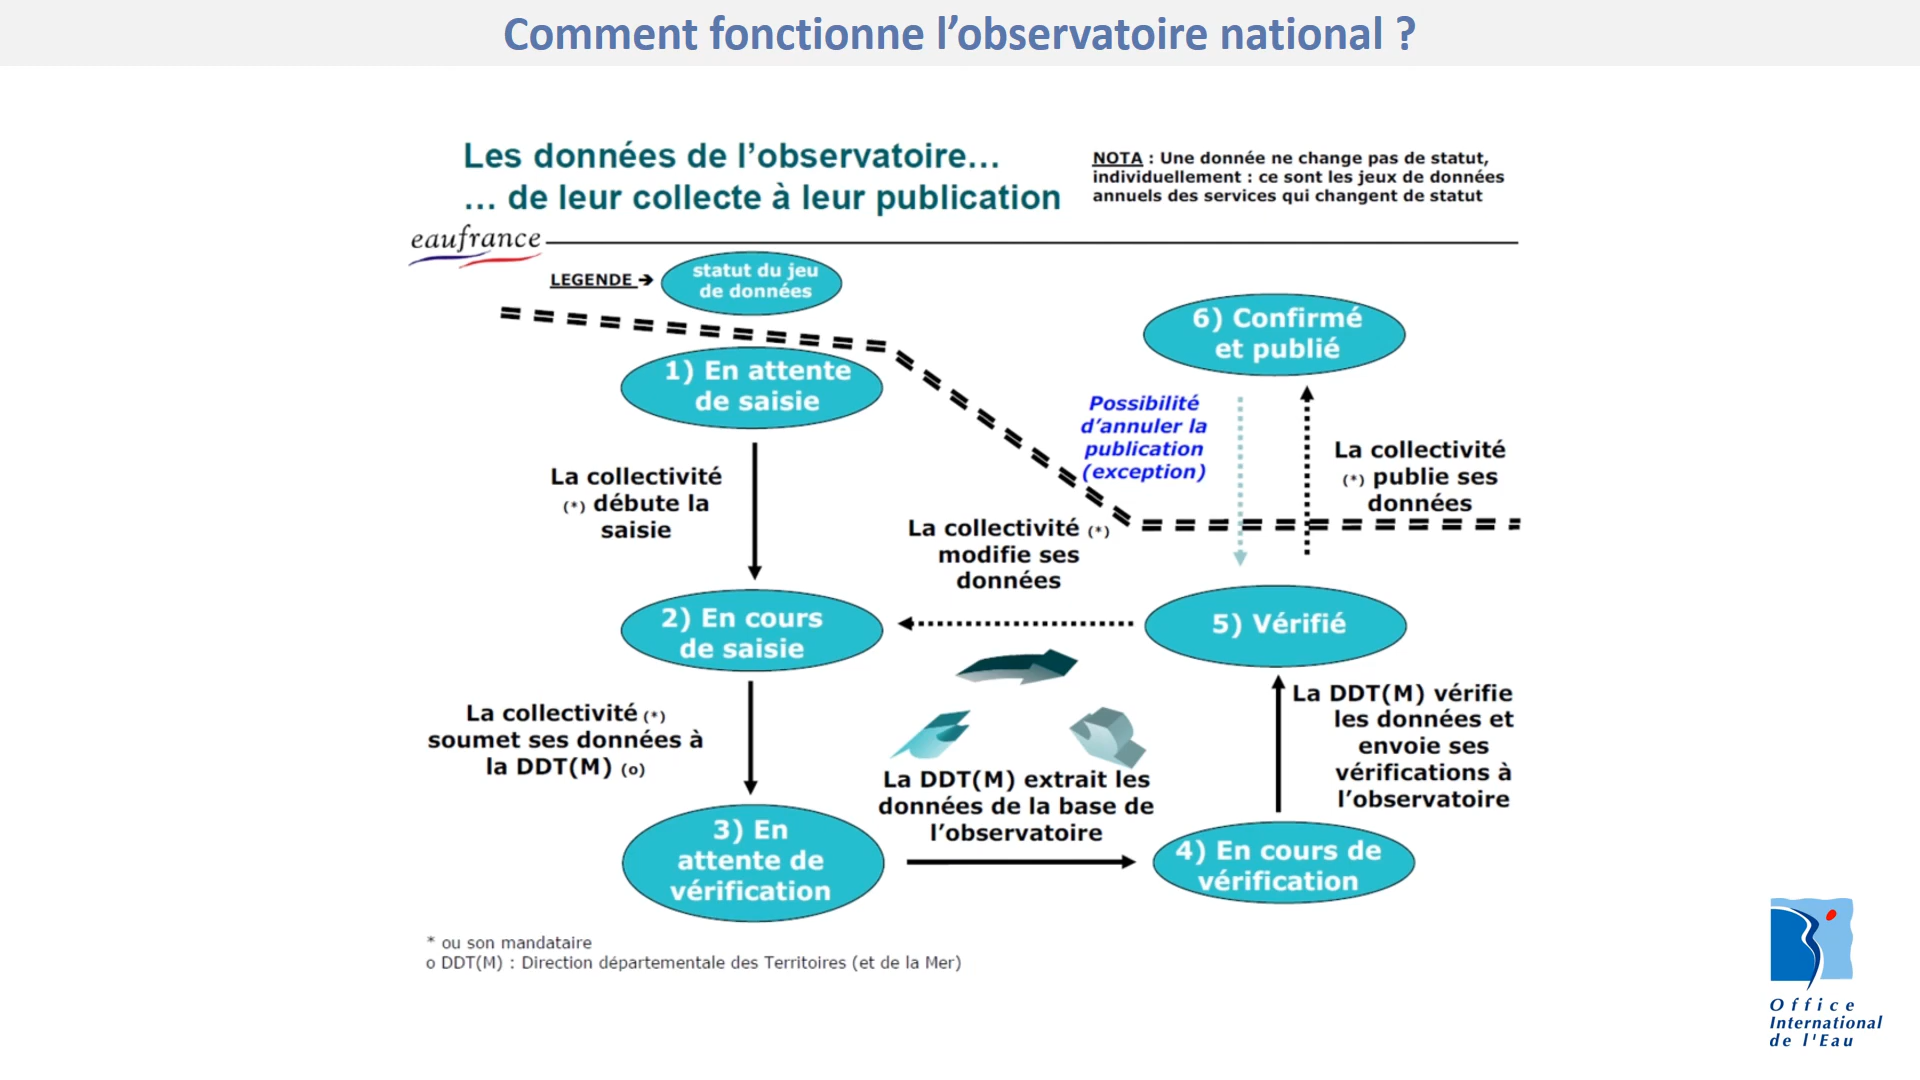 Comment fonctionne l’observatoire national ?
Les données de l’observatoire...
... de leur collecte à leur publication
NOTA : Une donnée ne change pas de statut,
individuellement : ce sont les jeux de données
annuels des services qui changent de statut
eaufrance
LEGENDE ➔
statut du jeu
de données
1) En attente
de saisie
La collectivité
(*) débute la
saisie
2) En cours
de saisie
La collectivité (*)
soumet ses données à
la DDT(M) (o)
3) En
attente de
vérification
La DDT(M) extrait les
données de la base de
l’observatoire
4) En cours de
vérification
La DDT(M) vérifie
les données et
envoie ses
vérifications à
l’observatoire
5) Vérifié
La collectivité (*)
modifie ses
données
La collectivité
(*) publie ses
données
Possibilité
d’annuler la
publication
(exception)
6) Confirmé
et publié
* ou son mandataire
o DDT(M) : Direction départementale des Territoires (et de la Mer)
Office
International
de l'Eau